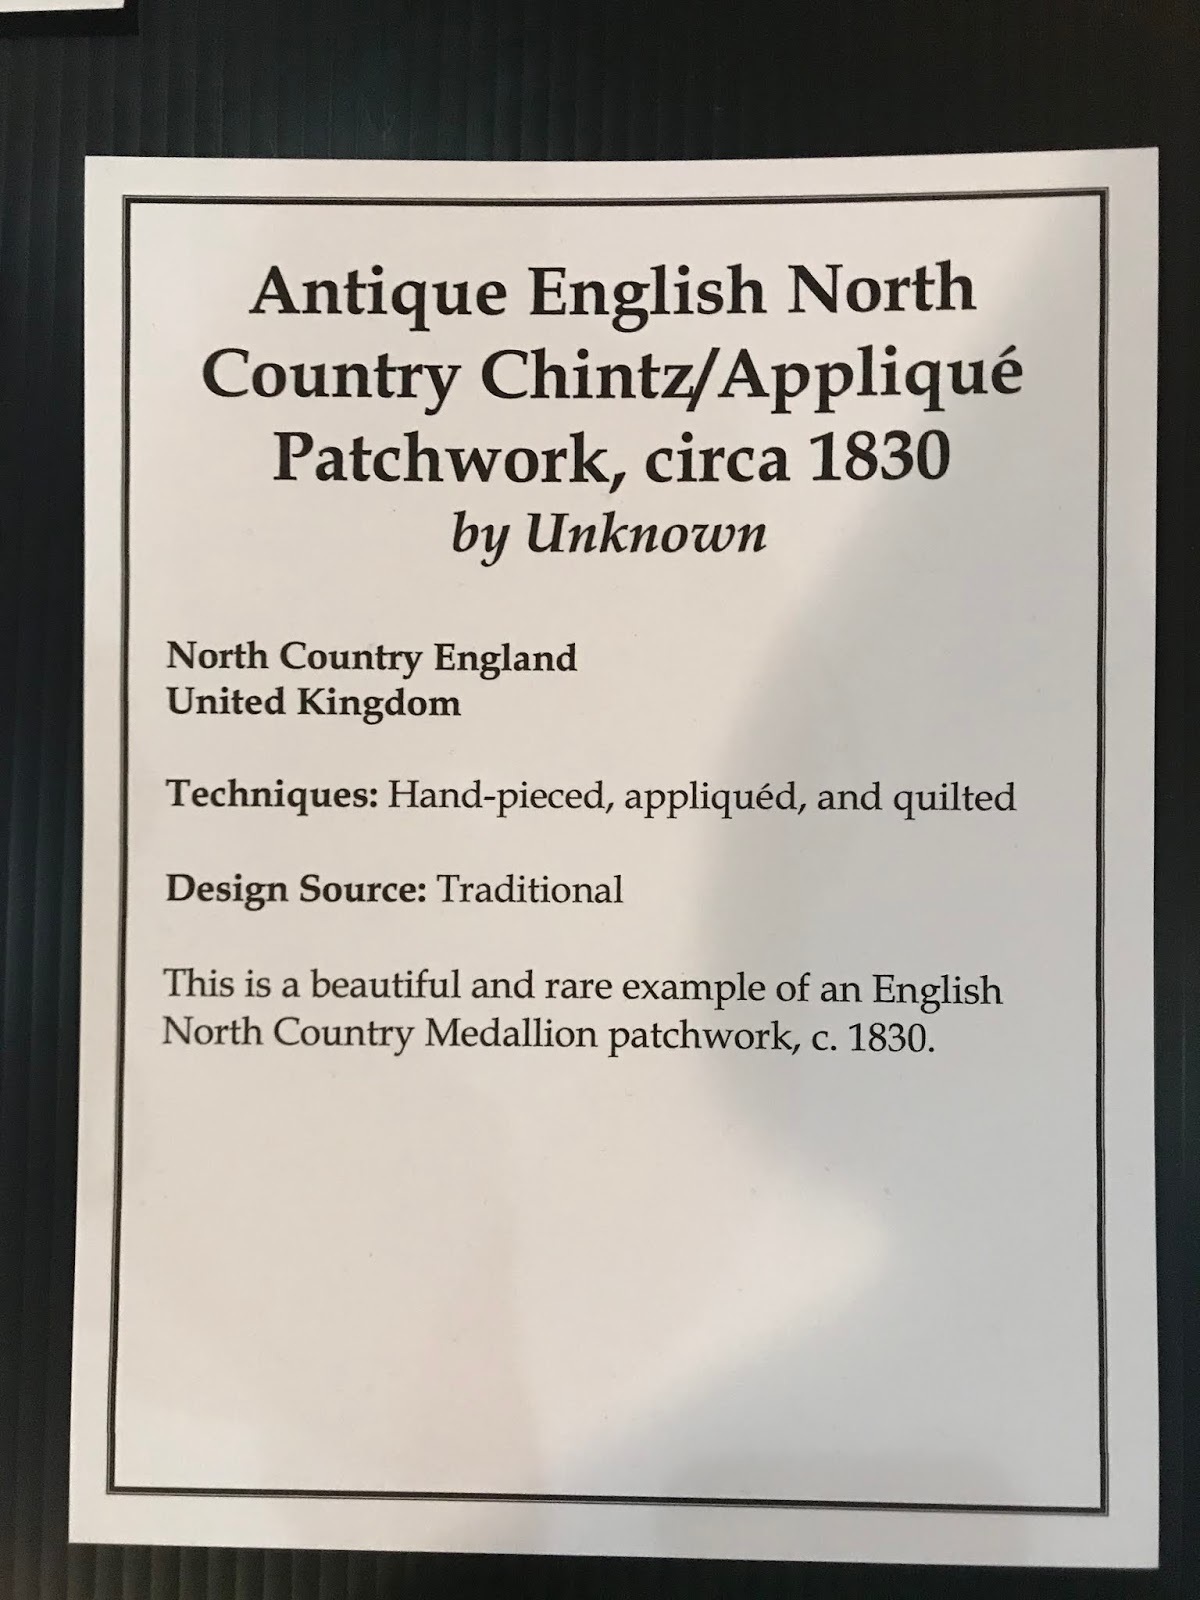 Antique English North
Country Chintz/Appliqué
Patchwork, circa 1830
by Unknown
North Country England
United Kingdom
Techniques: Hand-pieced, appliquéd, and quilted
Design Source: Traditional
This is a beautiful and rare example of an English
North Country Medallion patchwork, c. 1830.